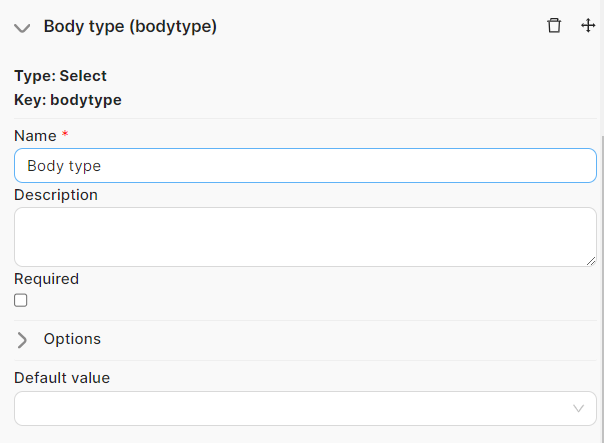 Body type (bodytype)
Type: Select
Key: bodytype
Name *
Body type
Description
Required
Options
Default value